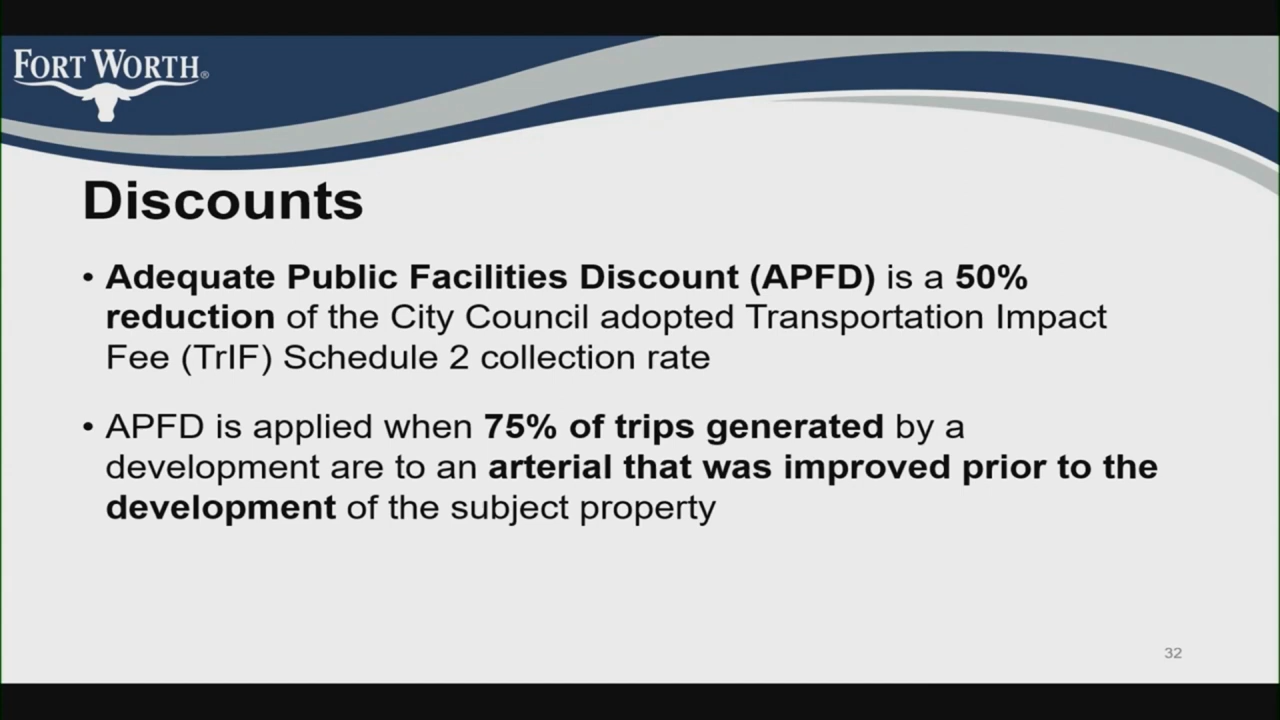 FORT WORTH®
Discounts
• Adequate Public Facilities Discount (APFD) is a 50%
reduction of the City Council adopted Transportation Impact
Fee (TrIF) Schedule 2 collection rate
• APFD is applied when 75% of trips generated by a
development are to an arterial that was improved prior to the
development of the subject property
32